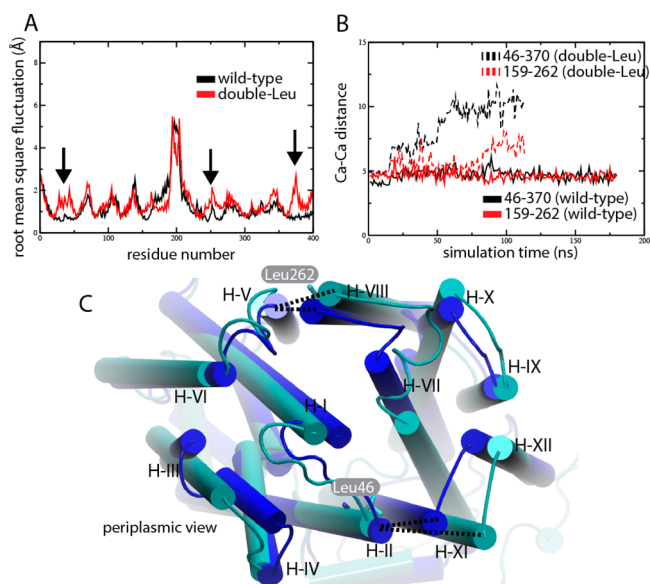 A
root mean square fluctuation (Å)
8
6
4
2
0
0
100
200
300
400
residue number
wild-type
double-Leu
B
Ca-Ca distance
15
10
5
0
0
50
100
150
200
simulation time (ns)
46-370 (double-Leu)
159-262 (double-Leu)
46-370 (wild-type)
159-262 (wild-type)
C
Leu262
H-V
H-VIII
H-X
H-VI
H-VII
H-IX
H-I
H-III
H-XII
Leu46
periplasmic view
H-II
H-XI
H-IV